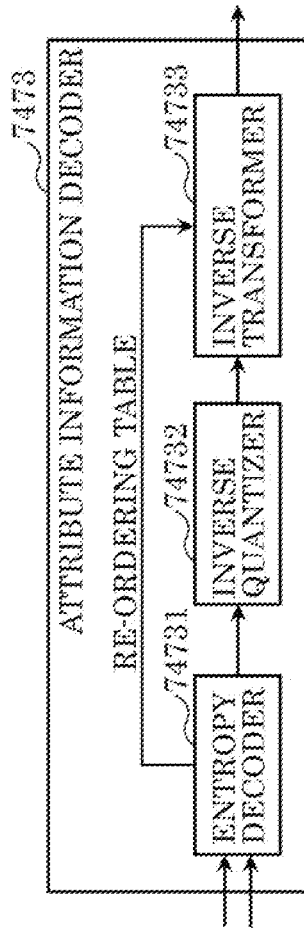 7473
ATTRIBUTE INFORMATION DECODER
RE-ORDERING TABLE
74731
ENTROPY
DECODER
74732
INVERSE
QUANTIZER
74733
INVERSE
TRANSFORMER